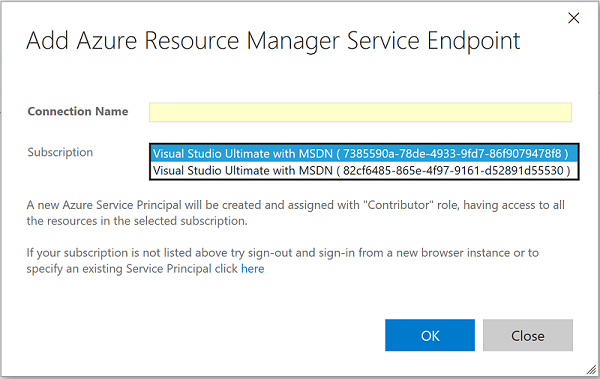 Add Azure Resource Manager Service Endpoint
Connection Name
Subscription
Visual Studio Ultimate with MSDN ( 7385590a-78de-4933-9fd7-86f9079478f8 )
Visual Studio Ultimate with MSDN ( 82cf6485-865e-4f97-9161-d52891d55530 )
A new Azure Service Principal will be created and assigned with "Contributor" role, having access to all
the resources in the selected subscription.
If your subscription is not listed above try sign-out and sign-in from a new browser instance or to
specify an existing Service Principal click here
OK
Close